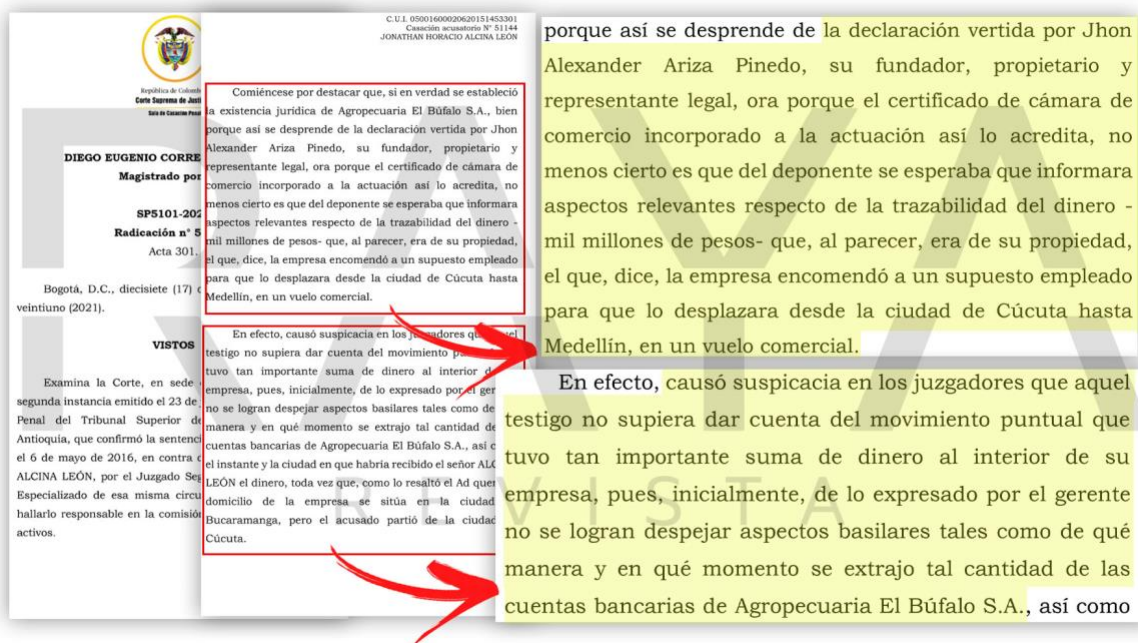 República de Colomb
Corte Suprema de Justi
Sala de Casación Pena
DIEGO EUGENIO CORRE
Magistrado por
SP5101-202
Radicación n° 5
Acta 301.
Bogotá, D.C., diecisiete (17) d
veintiuno (2021).
VISTOS
Examina la Corte, en sede
segunda instancia emitido el 23 de
Penal del Tribunal Superior de
Antioquia, que confirmó la sentenci
el 6 de mayo de 2016, en contra d
ALCINA LEÓN, por el Juzgado Seg
Especializado de esa misma circu
hallarlo responsable en la comisión
activos.
C.U.I. 05001600020620151453301
Casación acusatorio N° 51144
JONATHAN HORACIO ALCINA LEÓN
Comiéncese por destacar que, si en verdad se estableció
la existencia jurídica de Agropecuaria El Búfalo S.A., bien
porque así se desprende de la declaración vertida por Jhon
Alexander Ariza Pinedo, su fundador, propietario y
representante legal, ora porque el certificado de cámara de
comercio incorporado a la actuación así lo acredita, no
menos cierto es que del deponente se esperaba que informara
aspectos relevantes respecto de la trazabilidad del dinero -
mil millones de pesos- que, al parecer, era de su propiedad,
el que, dice, la empresa encomendó a un supuesto empleado
para que lo desplazara desde la ciudad de Cúcuta hasta
Medellín, en un vuelo comercial.
En efecto, causó suspicacia en los juzgadores que aquel
testigo no supiera dar cuenta del movimiento p
tuvo tan importante suma de dinero al interior d
empresa, pues, inicialmente, de lo expresado por el ger
no se logran despejar aspectos basilares tales como de
manera y en qué momento se extrajo tal cantidad de
cuentas bancarias de Agropecuaria El Búfalo S.A., así c
el instante y la ciudad en que habría recibido el señor ALC
LEÓN el dinero, toda vez que, como lo resaltó el Ad que
domicilio de la empresa se sitúa en la ciudad
Bucaramanga, pero el acusado partió de la ciudad
Cúcuta.
porque así se desprende de la declaración vertida por Jhon
Alexander Ariza Pinedo, su fundador, propietario y
representante legal, ora porque el certificado de cámara de
comercio incorporado a la actuación así lo acredita, no
menos cierto es que del deponente se esperaba que informara
aspectos relevantes respecto de la trazabilidad del dinero -
mil millones de pesos- que, al parecer, era de su propiedad,
el que, dice, la empresa encomendó a un supuesto empleado
para que lo desplazara desde la ciudad de Cúcuta hasta
Medellín, en un vuelo comercial.
En efecto, causó suspicacia en los juzgadores que aquel
testigo no supiera dar cuenta del movimiento puntual que
tuvo tan importante suma de dinero al interior de su
empresa, pues, inicialmente, de lo expresado por el gerente
no se logran despejar aspectos basilares tales como de qué
manera y en qué momento se extrajo tal cantidad de las
cuentas bancarias de Agropecuaria El Búfalo S.A., así como
RAYA
REVISTA